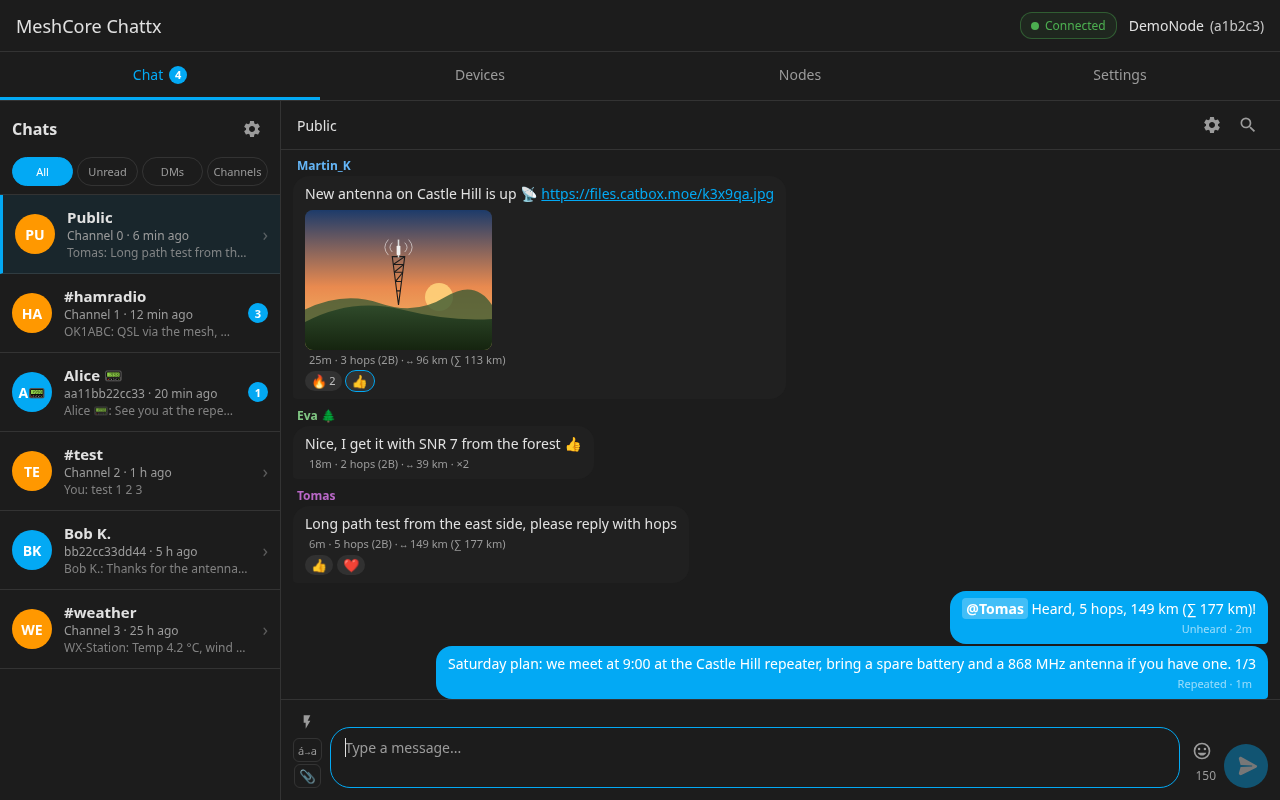 MeshCore Chattx
Connected
DemoNode (a1b2c3)
Chat 4
Devices
Nodes
Settings
Chats
All
Unread
DMs
Channels
PU
Public
Channel 0 · 6 min ago
Tomas: Long path test from th...
HA
#hamradio
Channel 1 · 12 min ago
OK1ABC: QSL via the mesh, ...
3
A📟
Alice 📟
aa11bb22cc33 · 20 min ago
Alice 📟: See you at the repe...
1
TE
#test
Channel 2 · 1 h ago
You: test 1 2 3
BK
Bob K.
bb22cc33dd44 · 5 h ago
Bob K.: Thanks for the antenna...
WE
#weather
Channel 3 · 25 h ago
WX-Station: Temp 4.2 °C, wind ...
Public
Martin_K
New antenna on Castle Hill is up 📡 https://files.catbox.moe/k3x9qa.jpg
25m · 3 hops (2B) · ↔ 96 km (∑ 113 km)
🔥 2 👍
Eva 🌲
Nice, I get it with SNR 7 from the forest 👍
18m · 2 hops (2B) · ↔ 39 km · ×2
Tomas
Long path test from the east side, please reply with hops
6m · 5 hops (2B) · ↔ 149 km (∑ 177 km)
👍 ❤️
@Tomas Heard, 5 hops, 149 km (∑ 177 km)!
Unheard · 2m
Saturday plan: we meet at 9:00 at the Castle Hill repeater, bring a spare battery and a 868 MHz antenna if you have one. 1/3
Repeated · 1m
á→a
Type a message...
150